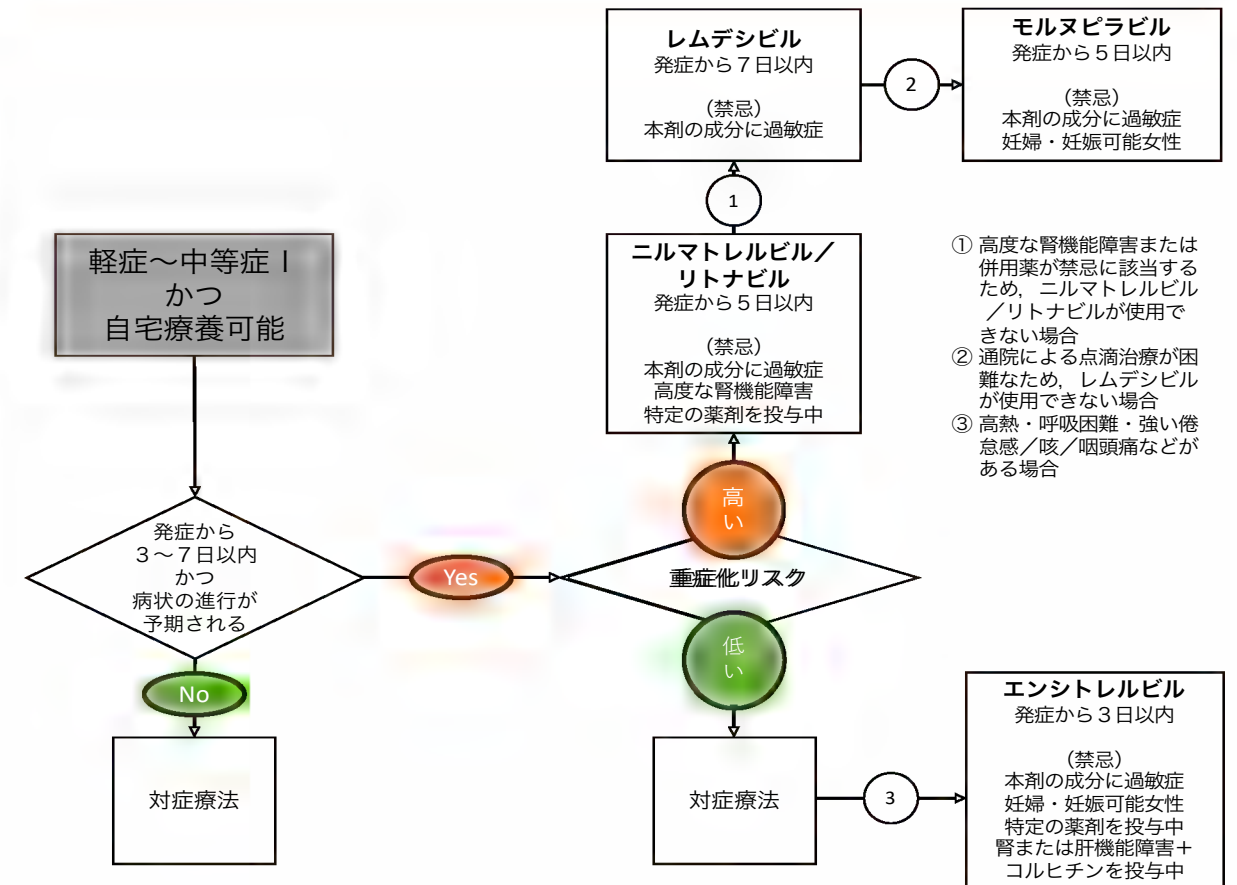 軽症～中等症Ⅰ
かつ
自宅療養可能
発症から
３～７日以内
かつ
病状の進行が
予期される
Yes
No
対症療法
重症化リスク
高
い
低
い
ニルマトレルビル／
リトナビル
発症から５日以内
（禁忌）
本剤の成分に過敏症
高度な腎機能障害
特定の薬剤を投与中
1
レムデシビル
発症から７日以内
（禁忌）
本剤の成分に過敏症
2
モルヌピラビル
発症から５日以内
（禁忌）
本剤の成分に過敏症
妊婦・妊娠可能女性
① 高度な腎機能障害または
併用薬が禁忌に該当する
ため，ニルマトレルビル
／リトナビルが使用で
きない場合
② 通院による点滴治療が困
難なため，レムデシビル
が使用できない場合
③ 高熱・呼吸困難・強い倦
怠感／咳／咽頭痛などが
ある場合
対症療法
3
エンシトレルビル
発症から３日以内
（禁忌）
本剤の成分に過敏症
妊婦・妊娠可能女性
特定の薬剤を投与中
腎または肝機能障害＋
コルヒチンを投与中